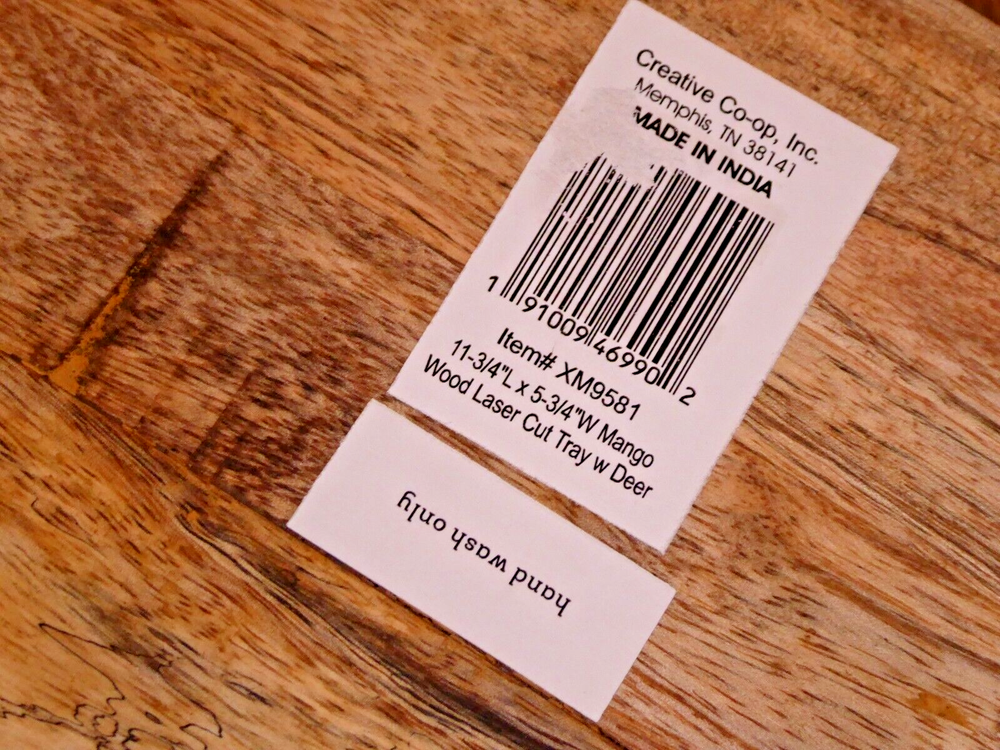 Creative Co-op, Inc.
Memphis, TN 38141
MADE IN INDIA
1 91009 46990 2
Item# XM9581
11-3/4"L x 5-3/4"W Mango
Wood Laser Cut Tray w Deer
hand wash only